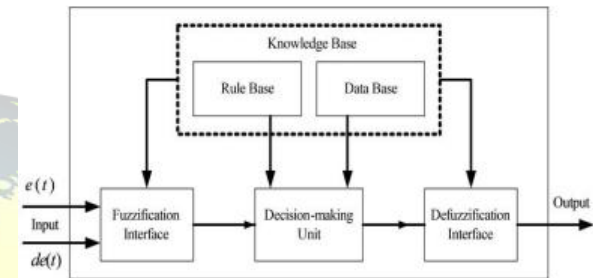 Knowledge Base
Rule Base
Data Base
e(t)
Input
de(t)
Fuzzification
Interface
Decision-making
Unit
Defuzzification
Interface
Output